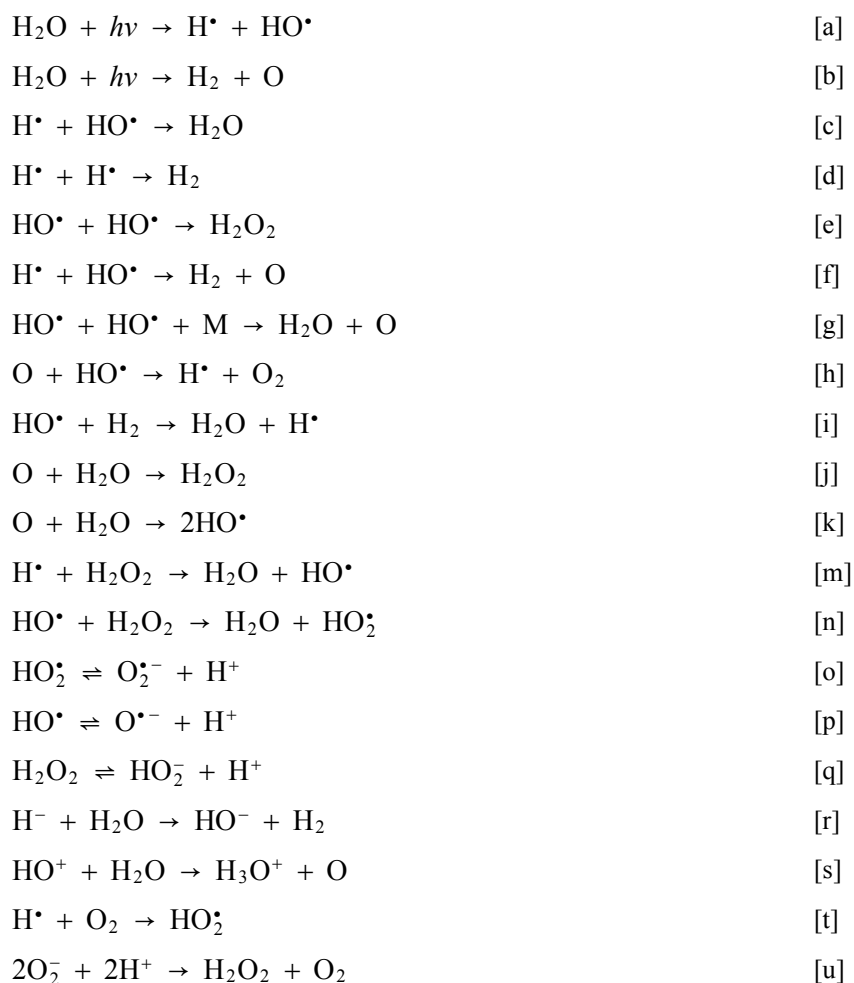 H₂O + hν → H• + HO• [a]
H₂O + hν → H₂ + O [b]
H• + HO• → H₂O [c]
H• + H• → H₂ [d]
HO• + HO• → H₂O₂ [e]
H• + HO• → H₂ + O [f]
HO• + HO• + M → H₂O + O [g]
O + HO• → H• + O₂ [h]
HO• + H₂ → H₂O + H• [i]
O + H₂O → H₂O₂ [j]
O + H₂O → 2HO• [k]
H• + H₂O₂ → H₂O + HO• [m]
HO• + H₂O₂ → H₂O + HO₂• [n]
HO₂• ⇌ O₂•⁻ + H⁺ [o]
HO• ⇌ O•⁻ + H⁺ [p]
H₂O₂ ⇌ HO₂⁻ + H⁺ [q]
H⁻ + H₂O → HO⁻ + H₂ [r]
HO⁺ + H₂O → H₃O⁺ + O [s]
H• + O₂ → HO₂• [t]
2O₂⁻ + 2H⁺ → H₂O₂ + O₂ [u]